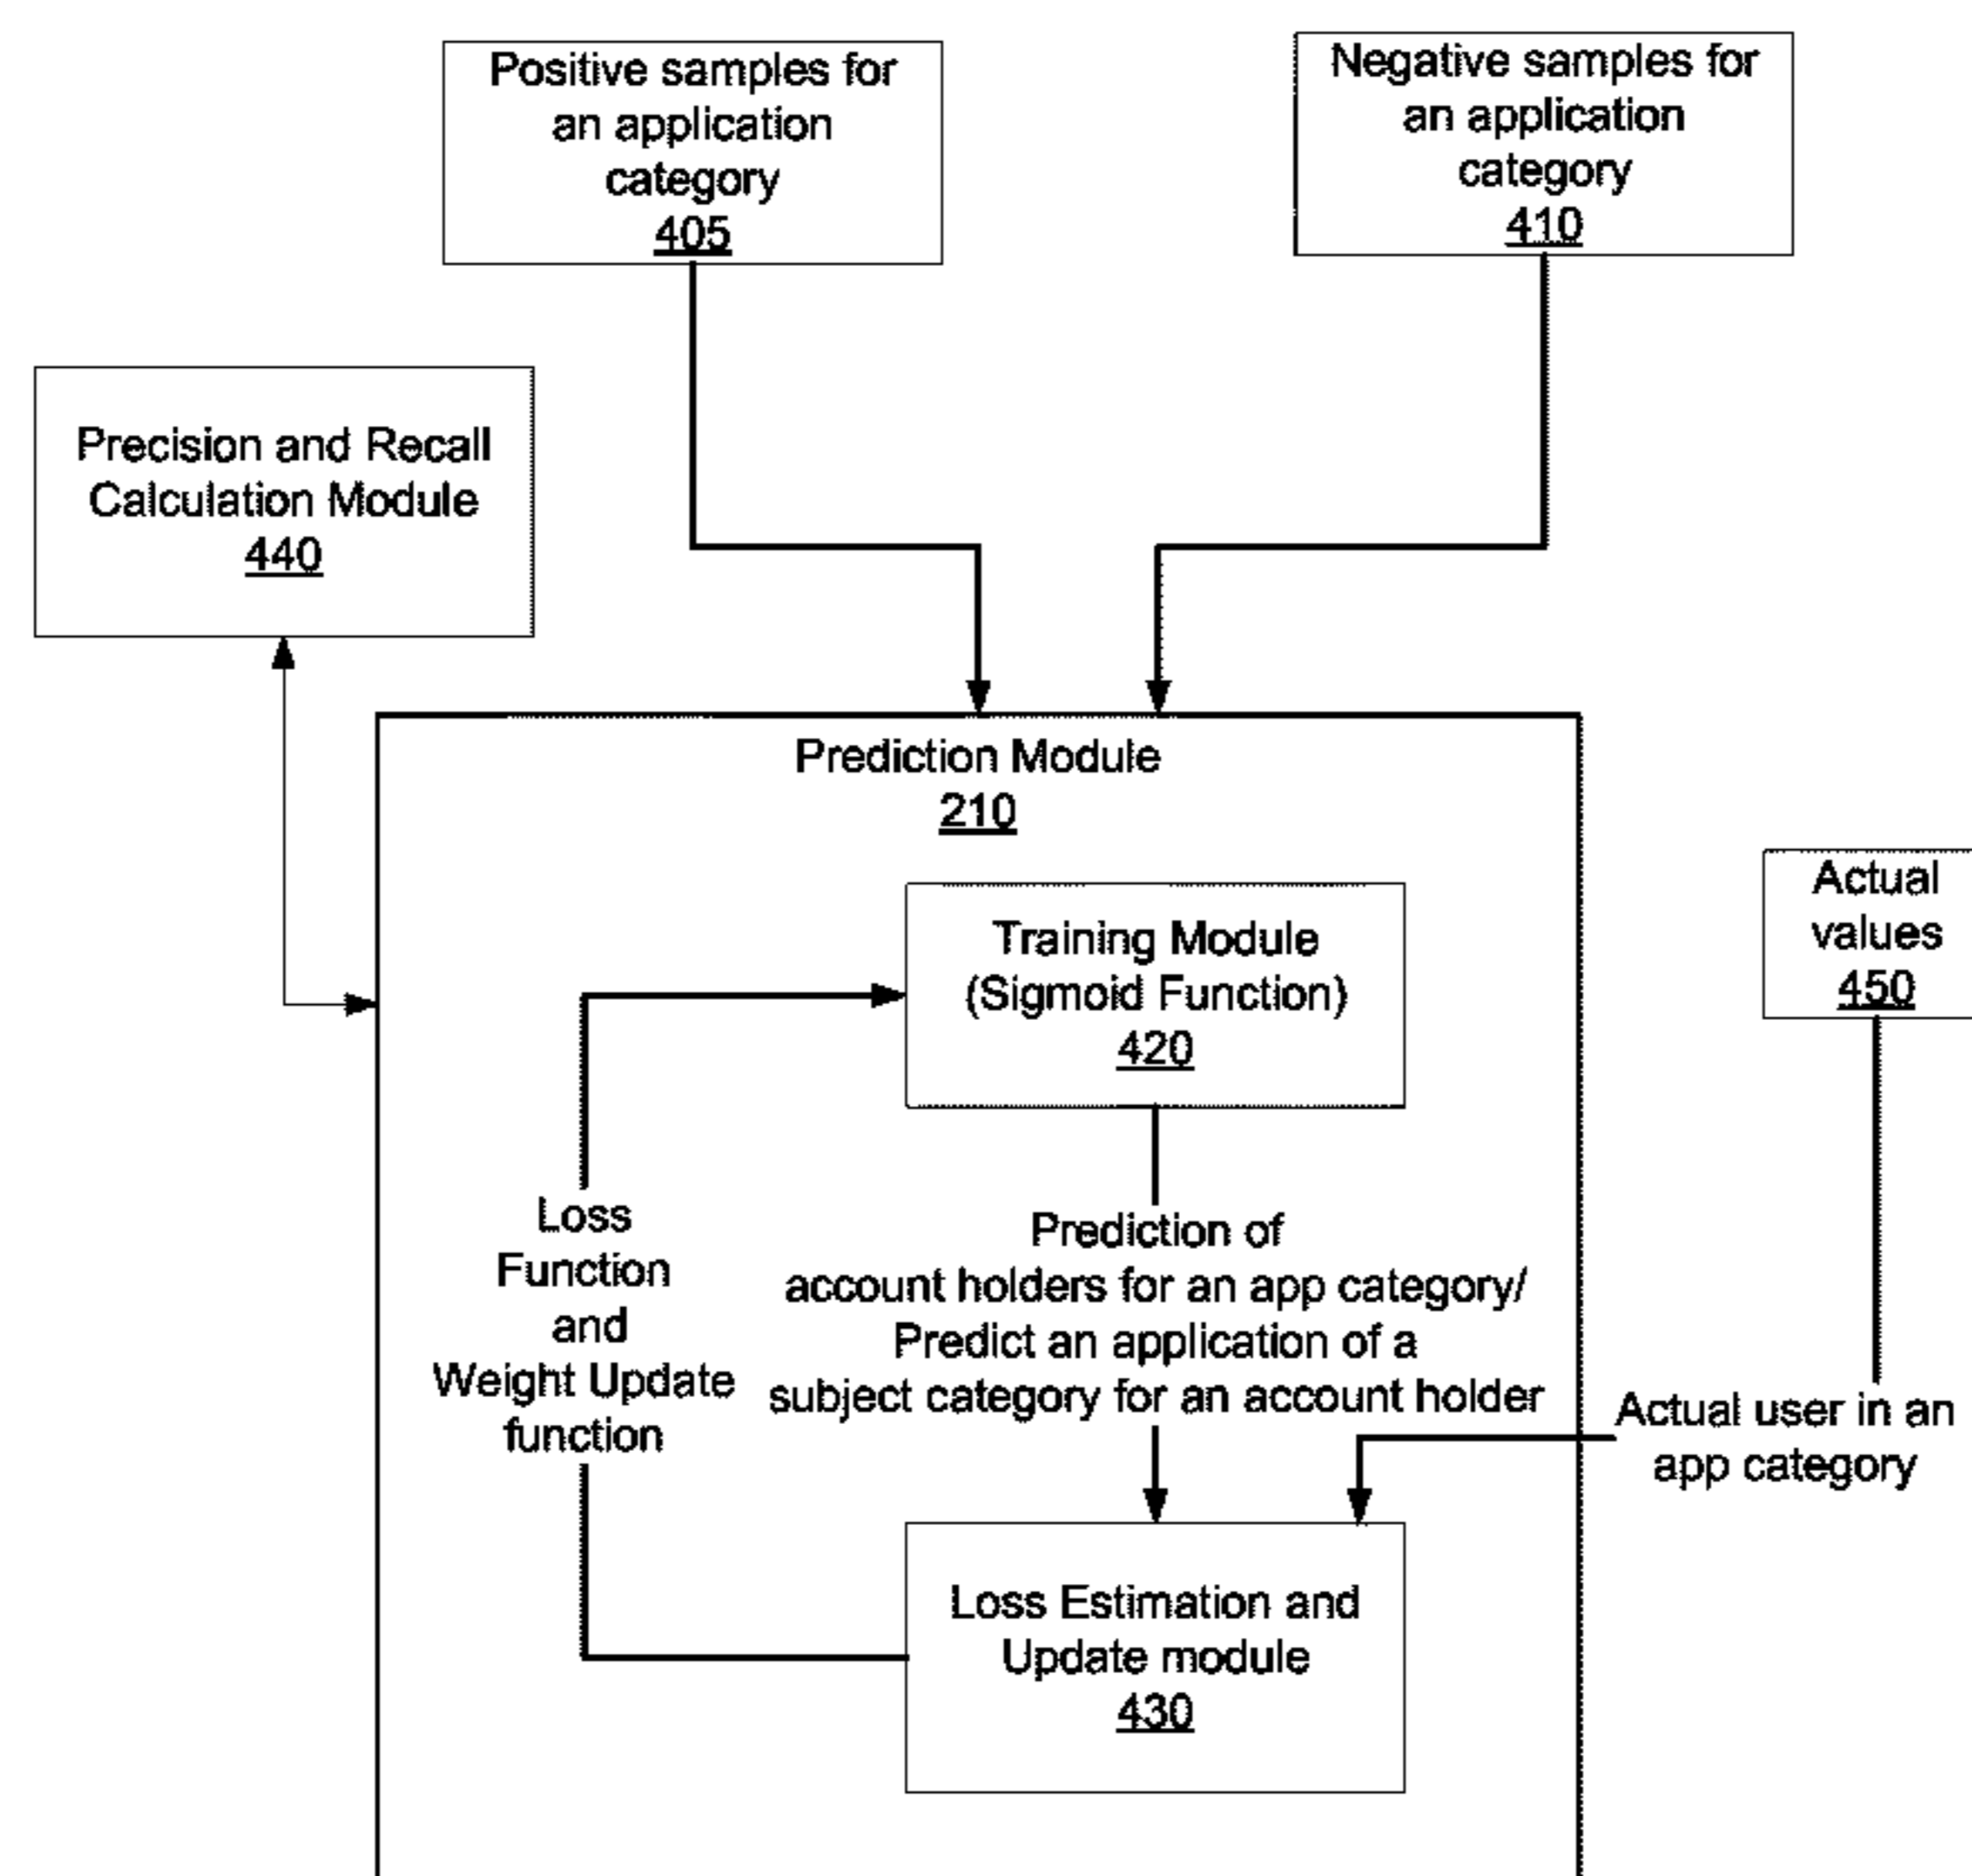 Positive samples for
an application
category
405
Negative samples for
an application
category
410
Precision and Recall
Calculation Module
440
Prediction Module
210
Actual
values
450
Training Module
(Sigmoid Function)
420
Loss
Function
and
Weight Update
function
Prediction of
account holders for an app category/
Predict an application of a
subject category for an account holder
Actual user in an
app category
Loss Estimation and
Update module
430